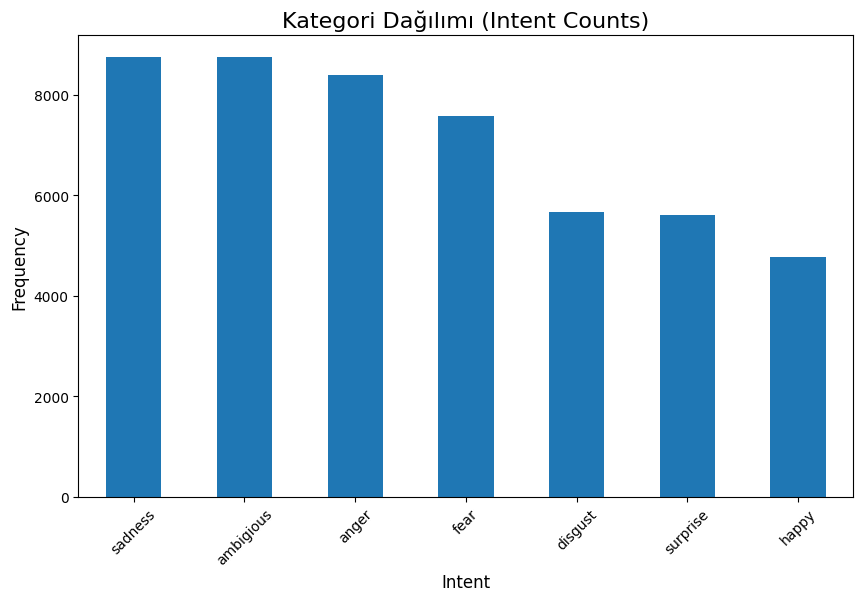 Kategori Dağılımı (Intent Counts)
Frequency
8000
6000
4000
2000
0
sadness
ambigious
anger
fear
disgust
surprise
happy
Intent